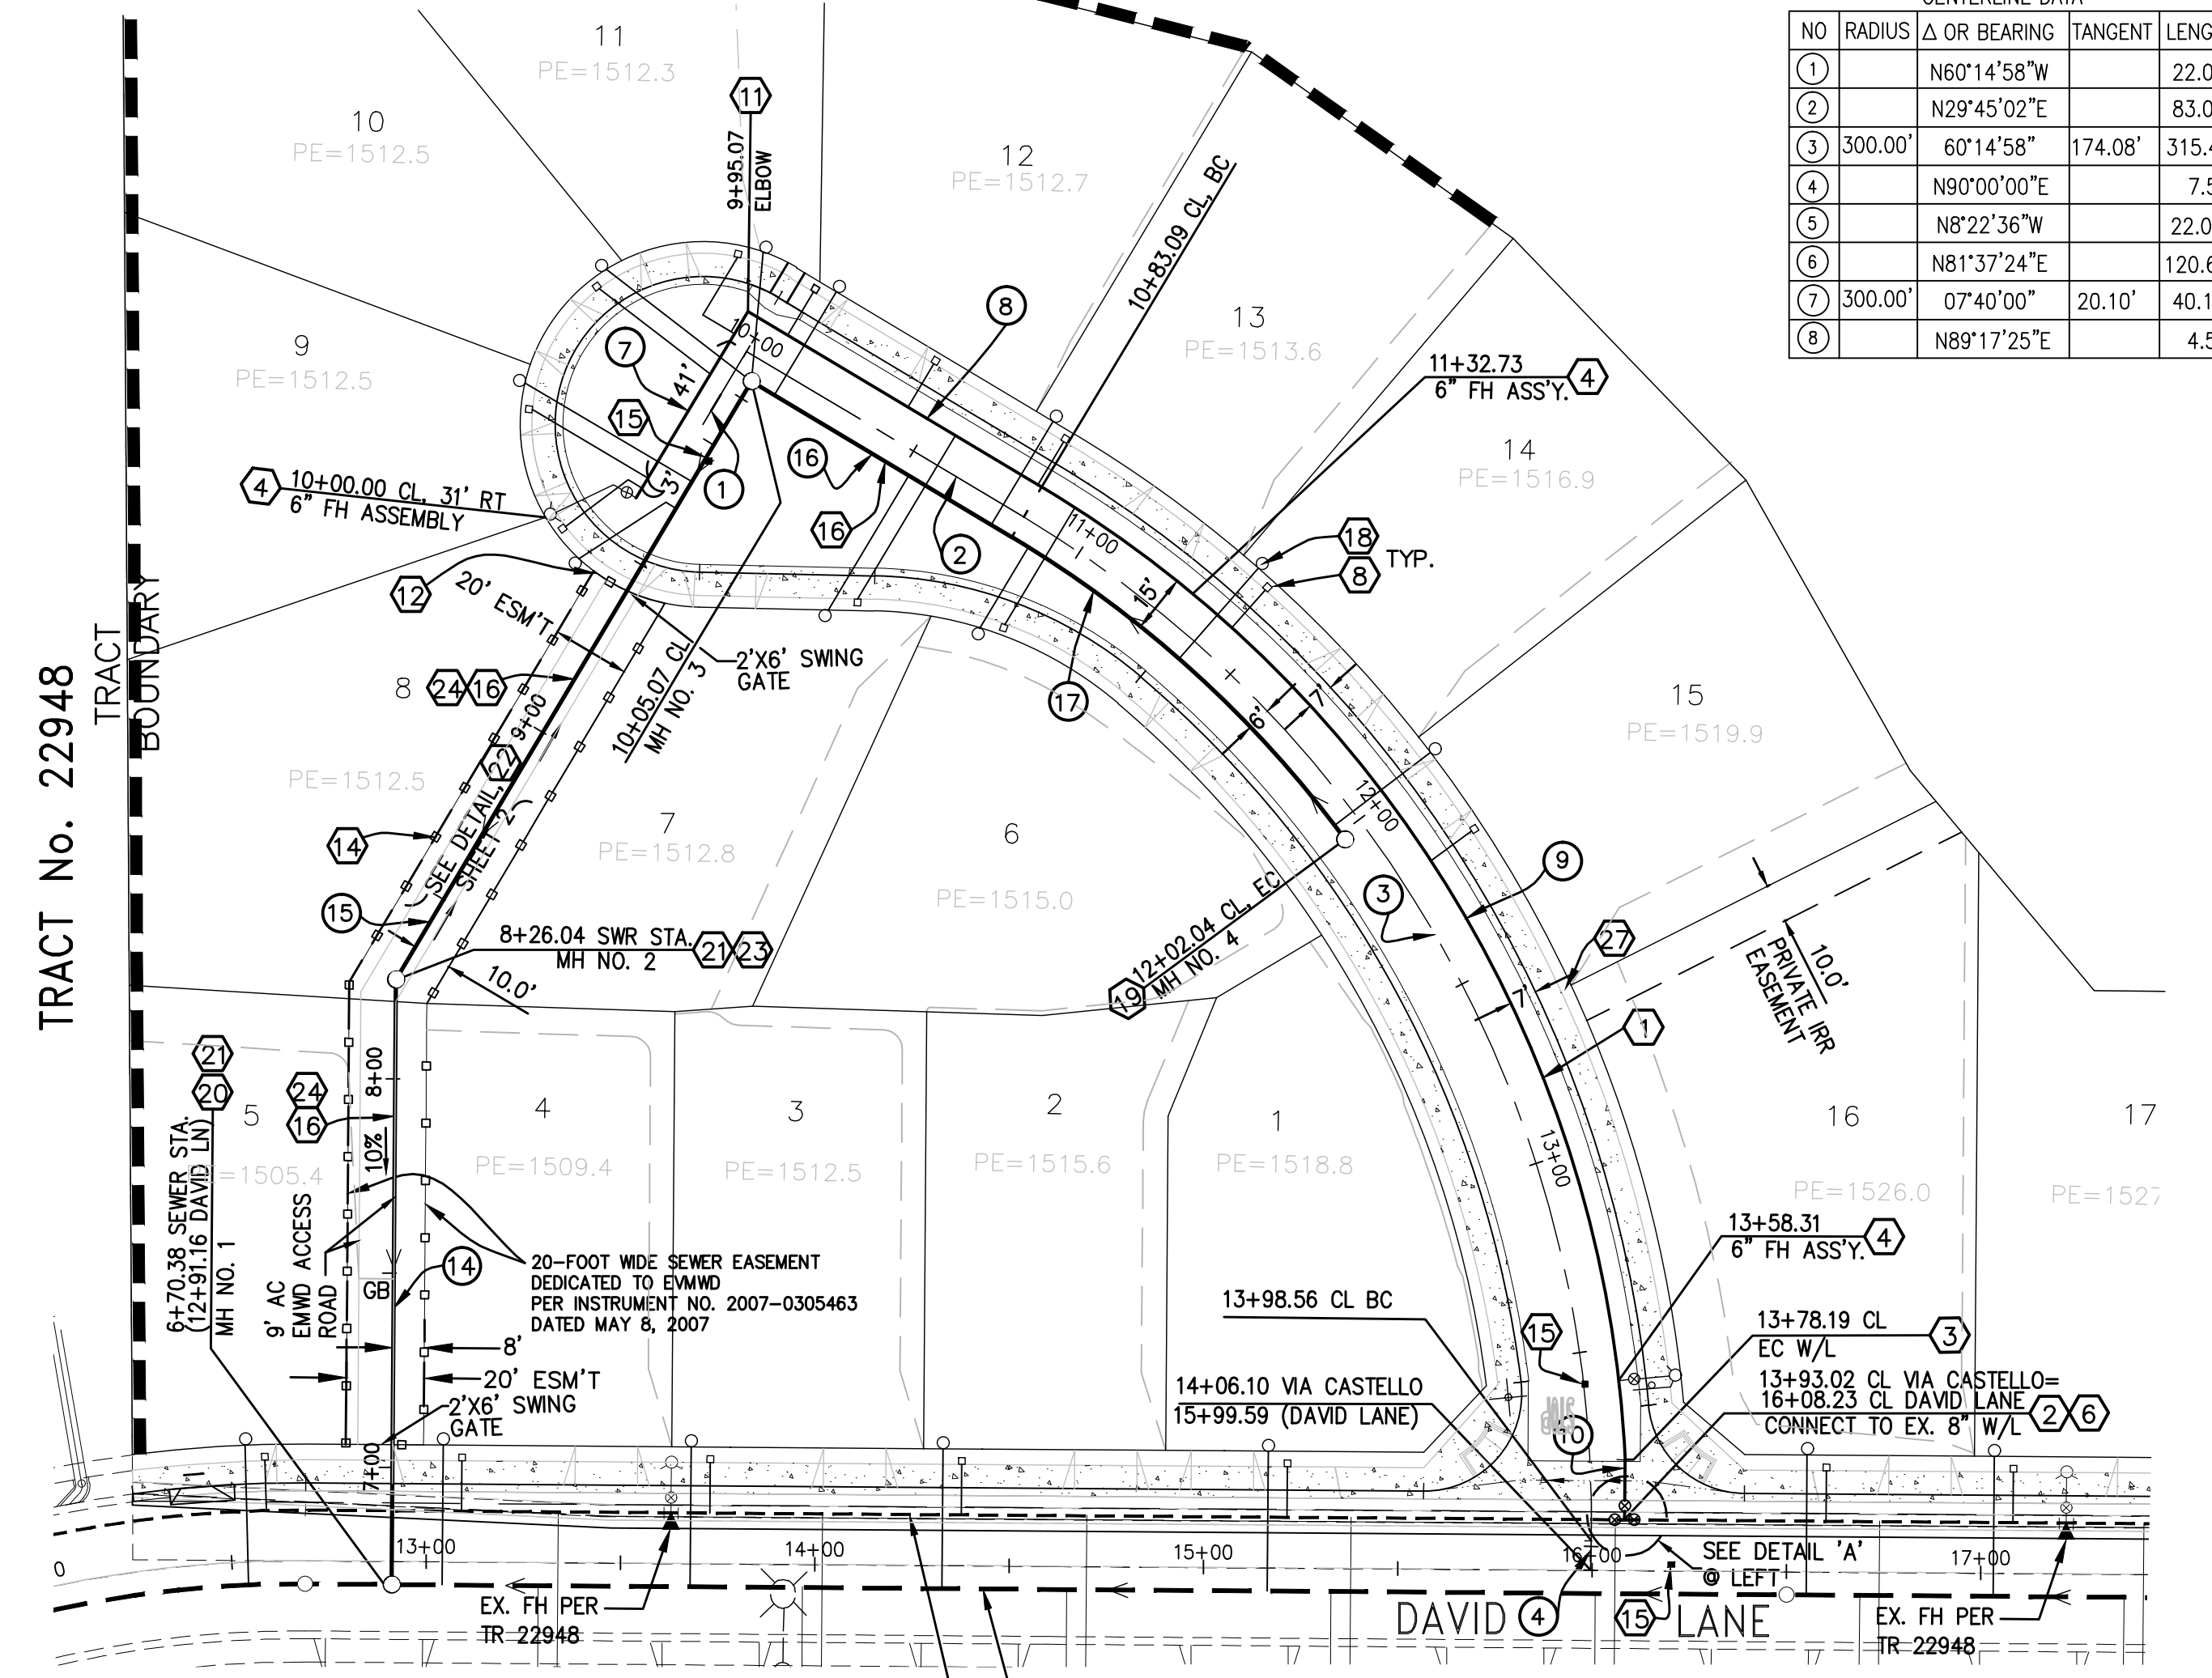 CENTERLINE DATA
NO RADIUS Δ OR BEARING TANGENT
1 N60°14'58"W
2 N29°45'02"E
3 300.00' 60°14'58" 174.08'
4 N90°00'00"E
5 N8°22'36"W
6 N81°37'24"E
7 300.00' 07°40'00" 20.10'
8 N89°17'25"E
11
PE=1512.3
10
PE=1512.5
11
9+95.07
ELBOW
12
PE=1512.7
10+83.09 CL, BC
9
PE=1512.5
13
PE=1513.6
8
7
10+00
41'
15
1
3'
16
16
2
11+32.73
6" FH ASS'Y.
4
14
PE=1516.9
4
10+00.00 CL, 31' RT
6" FH ASSEMBLY
11+00
18
8
TYP.
12
20' ESM'T
15'
TRACT
BOUNDARY
TRACT No. 22948
8
24
16
PE=1512.5
9+00
22
2'X6' SWING
GATE
10+05.07 CL
MH NO. 3
17
6'
7'
15
PE=1519.9
14
SEE DETAIL,
SHEET 2
7
PE=1512.8
6
PE=1515.0
12+00
3
9
15
8+26.04 SWR STA.
MH NO. 2
21
23
10.0'
12+02.04 CL, EC
MH NO. 4
19
27
7'
10.0'
PRIVATE IRR
EASEMENT
1
21
20
24
16
8+00
10%
5
PE=1505.4
4
PE=1509.4
3
PE=1512.5
2
PE=1515.6
1
PE=1518.8
13+00
16
PE=1526.0
17
PE=1527
6+70.38 SEWER STA.
(12+91.16 DAVID LN)
MH NO. 1
9' AC
EMWD ACCESS
ROAD
GB
14
20-FOOT WIDE SEWER EASEMENT
DEDICATED TO EVMWD
PER INSTRUMENT NO. 2007-0305463
DATED MAY 8, 2007
8'
20' ESM'T
2'X6' SWING
GATE
7+00
13+58.31
6" FH ASS'Y.
4
13+98.56 CL BC
15
13+78.19 CL
EC W/L
3
14+06.10 VIA CASTELLO
15+99.59 (DAVID LANE)
13+93.02 CL VIA CASTELLO=
16+08.23 CL DAVID LANE
CONNECT TO EX. 8" W/L
2
6
10
0
13+00
14+00
15+00
16+00
17+00
SEE DETAIL 'A'
@ LEFT
EX. FH PER
TR 22948
DAVID
4
15
LANE
EX. FH PER
TR 22948